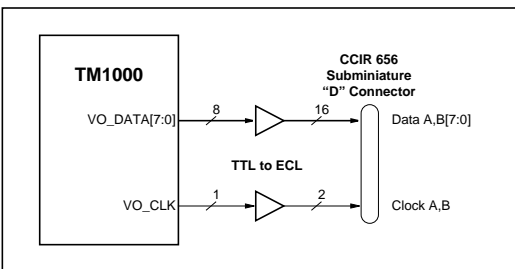 CCIR 656
Subminiature
“D” Connector
TM1000
VO_DATA[7:0]
8
16
Data A,B[7:0]
TTL to ECL
VO_CLK
1
2
Clock A,B